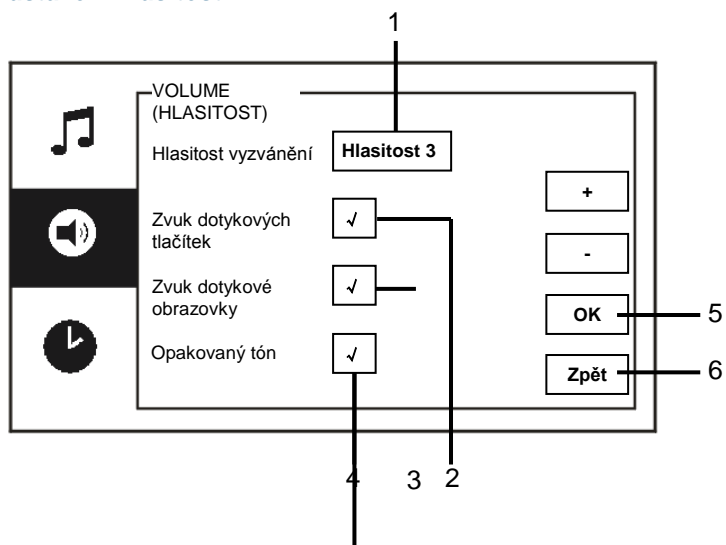 1
VOLUME
(HLASITOST)
Hlasitost vyzvánění
Hlasitost 3
+
Zvuk dotykových
tlačítek
√
-
Zvuk dotykové
obrazovky
√
OK
5
Opakovaný tón
√
Zpět
6
4
3
2